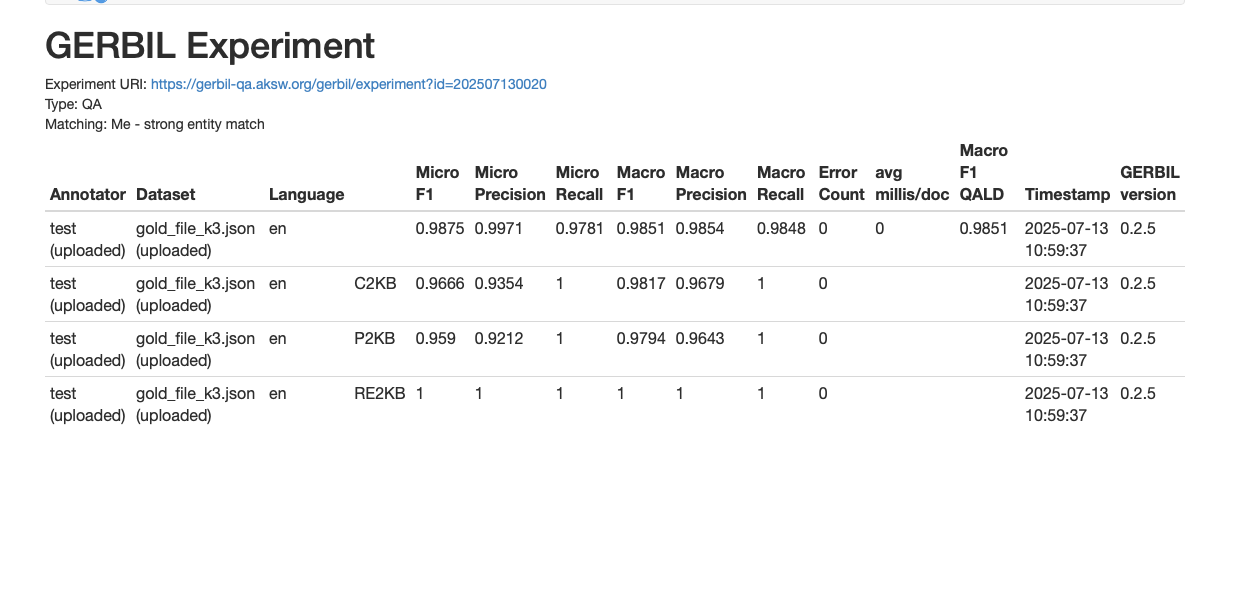 GERBIL Experiment
Experiment URI: https://gerbil-qa.aksw.org/gerbil/experiment?id=202507130020
Type: QA
Matching: Me - strong entity match
Annotator Dataset Language Micro F1 Micro Precision Micro Recall Macro F1 Macro Precision Macro Recall Error Count avg millis/doc Macro F1 QALD Timestamp GERBIL version
test (uploaded) gold_file_k3.json (uploaded) en 0.9875 0.9971 0.9781 0.9851 0.9854 0.9848 0 0 0.9851 2025-07-13 10:59:37 0.2.5
test (uploaded) gold_file_k3.json (uploaded) en C2KB 0.9666 0.9354 1 0.9817 0.9679 1 0 2025-07-13 10:59:37 0.2.5
test (uploaded) gold_file_k3.json (uploaded) en P2KB 0.959 0.9212 1 0.9794 0.9643 1 0 2025-07-13 10:59:37 0.2.5
test (uploaded) gold_file_k3.json (uploaded) en RE2KB 1 1 1 1 1 1 0 2025-07-13 10:59:37 0.2.5